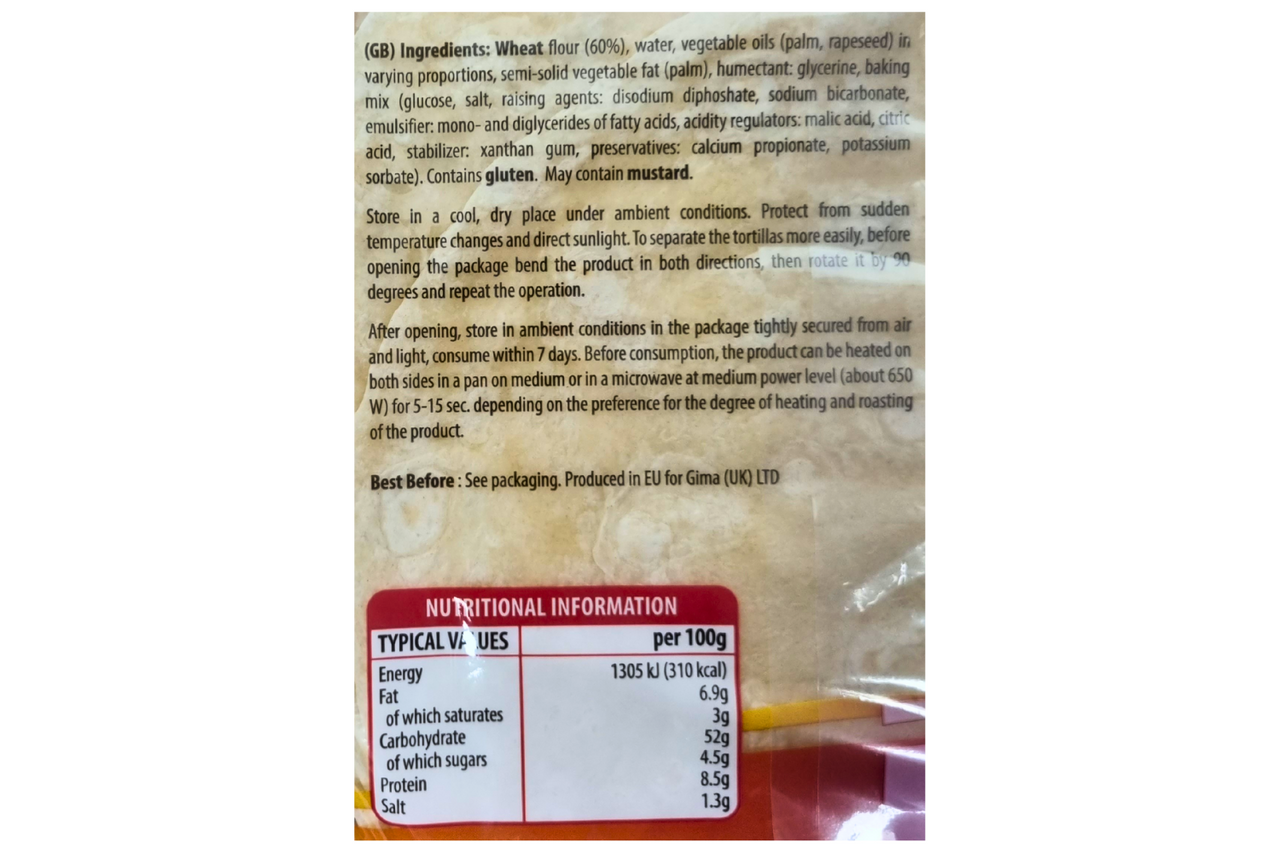 (GB) Ingredients: Wheat flour (60%), water, vegetable oils (palm, rapeseed) in
varying proportions, semi-solid vegetable fat (palm), humectant: glycerine, baking
mix (glucose, salt, raising agents: disodium diphoshate, sodium bicarbonate,
emulsifier: mono- and diglycerides of fatty acids, acidity regulators: malic acid, citric
acid, stabilizer: xanthan gum, preservatives: calcium propionate, potassium
sorbate). Contains gluten. May contain mustard.
Store in a cool, dry place under ambient conditions. Protect from sudden
temperature changes and direct sunlight. To separate the tortillas more easily, before
opening the package bend the product in both directions, then rotate it by 90
degrees and repeat the operation.
After opening, store in ambient conditions in the package tightly secured from air
and light, consume within 7 days. Before consumption, the product can be heated on
both sides in a pan on medium or in a microwave at medium power level (about 650
W) for 5-15 sec. depending on the preference for the degree of heating and roasting
of the product.
Best Before : See packaging. Produced in EU for Gima (UK) LTD
NUTRITIONAL INFORMATION
TYPICAL VALUES per 100g
Energy 1305 kJ (310 kcal)
Fat 6.9g
of which saturates 3g
Carbohydrate 52g
of which sugars 4.5g
Protein 8.5g
Salt 1.3g